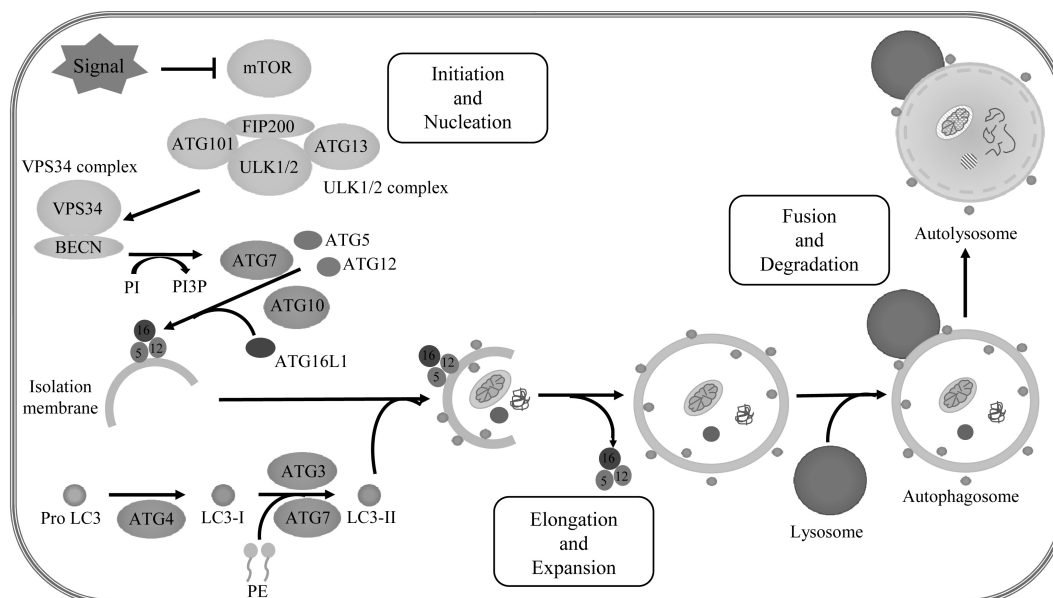 Signal
mTOR
Initiation
and
Nucleation
FIP200
ATG101
ATG13
ULK1/2
ULK1/2 complex
VPS34 complex
VPS34
BECN
PI
PI3P
ATG7
ATG5
ATG12
ATG10
ATG16L1
16
5
12
Isolation
membrane
16
12
5
Pro LC3
ATG4
LC3-I
ATG3
ATG7
LC3-II
PE
16
5
12
Elongation
and
Expansion
Lysosome
Autophagosome
Fusion
and
Degradation
Autolysosome